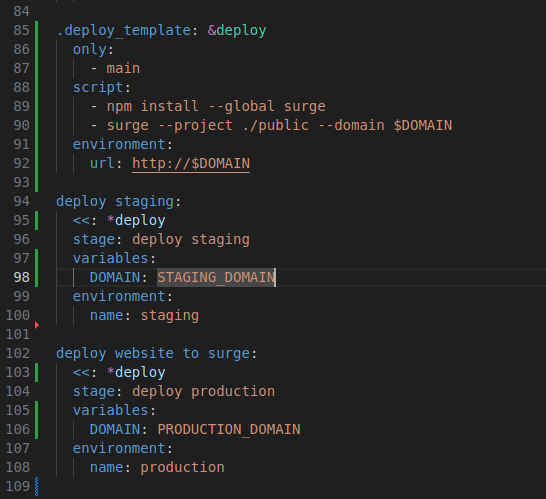 84
85 .deploy_template: &deploy
86   only:
87     - main
88   script:
89     - npm install --global surge
90     - surge --project ./public --domain $DOMAIN
91   environment:
92     url: http://$DOMAIN
93
94 deploy staging:
95   <<: *deploy
96   stage: deploy staging
97   variables:
98     DOMAIN: STAGING_DOMAIN
99   environment:
100     name: staging
101
102 deploy website to surge:
103   <<: *deploy
104   stage: deploy production
105   variables:
106     DOMAIN: PRODUCTION_DOMAIN
107   environment:
108     name: production
109